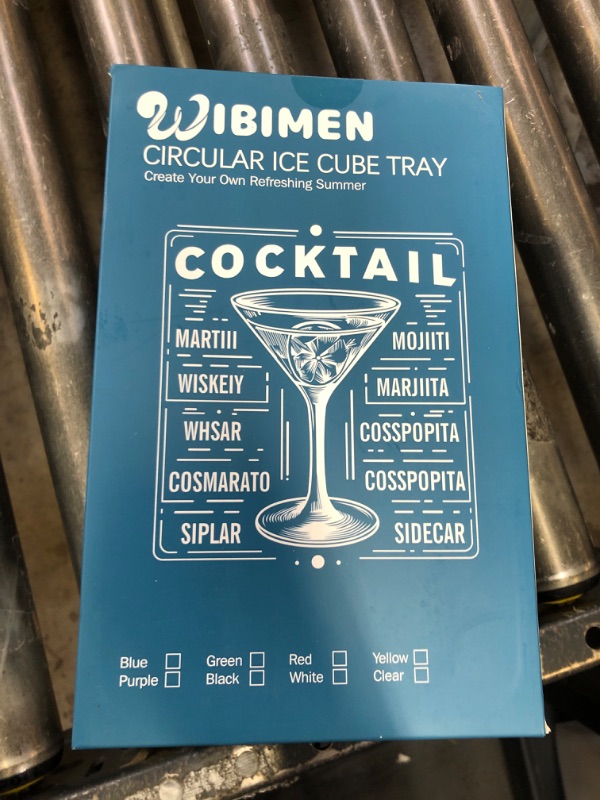 WIBIMEN
CIRCULAR ICE CUBE TRAY
Create Your Own Refreshing Summer
COCKTAIL
MARTIII MOJIITI
WISKEIY MARJIITA
WHSAR COSSPOPITA
COSMARATO COSSPOPITA
SIPLAR SIDECAR
Blue Green Red Yellow
Purple Black White Clear